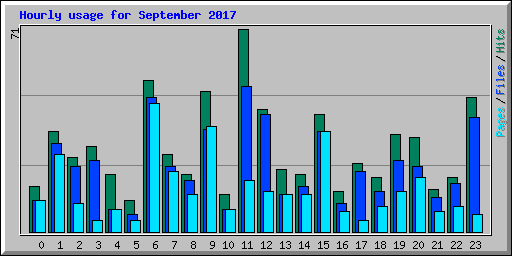 Hourly usage for September 2017
71
Pages / Files / Hits
0 1 2 3 4 5 6 7 8 9 10 11 12 13 14 15 16 17 18 19 20 21 22 23